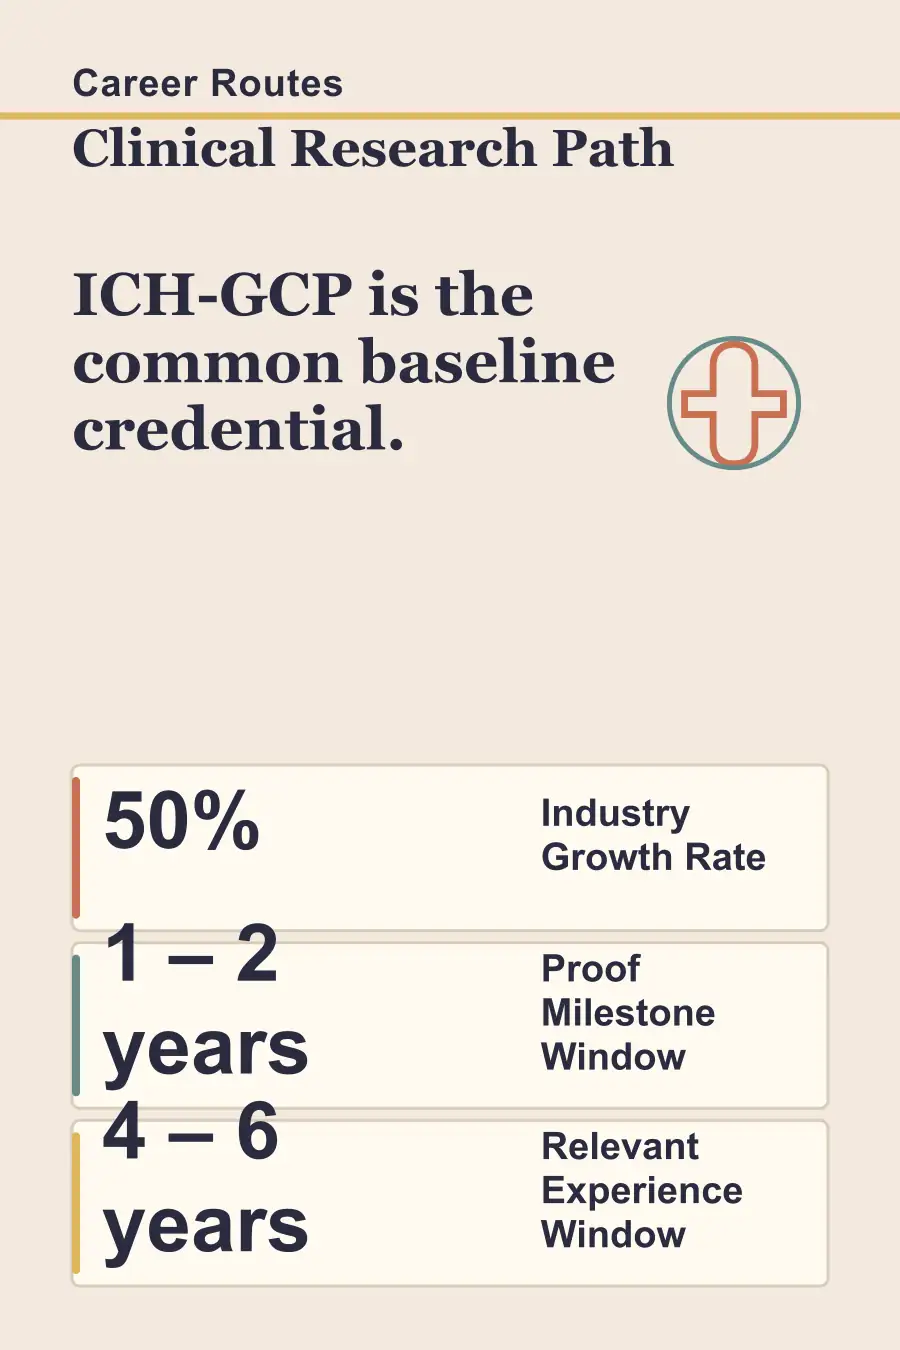 Career Routes
Clinical Research Path
ICH-GCP is the
common baseline
credential.
50%
Industry
Growth Rate
1 – 2
years
Proof
Milestone
Window
4 – 6
years
Relevant
Experience
Window